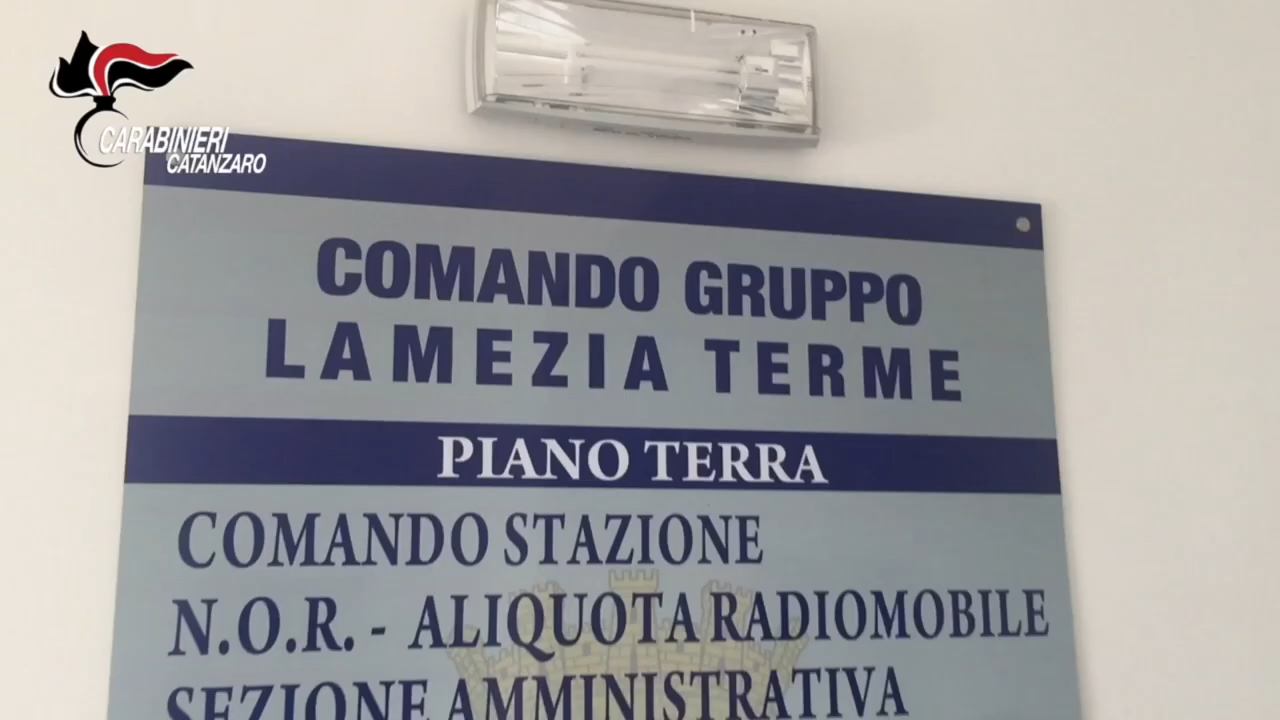 CARABINIERI
CATANZARO
COMANDO GRUPPO
LAMEZIA TERME
PIANO TERRA
COMANDO STAZIONE
N.O.R. - ALIQUOTA RADIOMOBILE
SEZIONE AMMINISTRATIVA